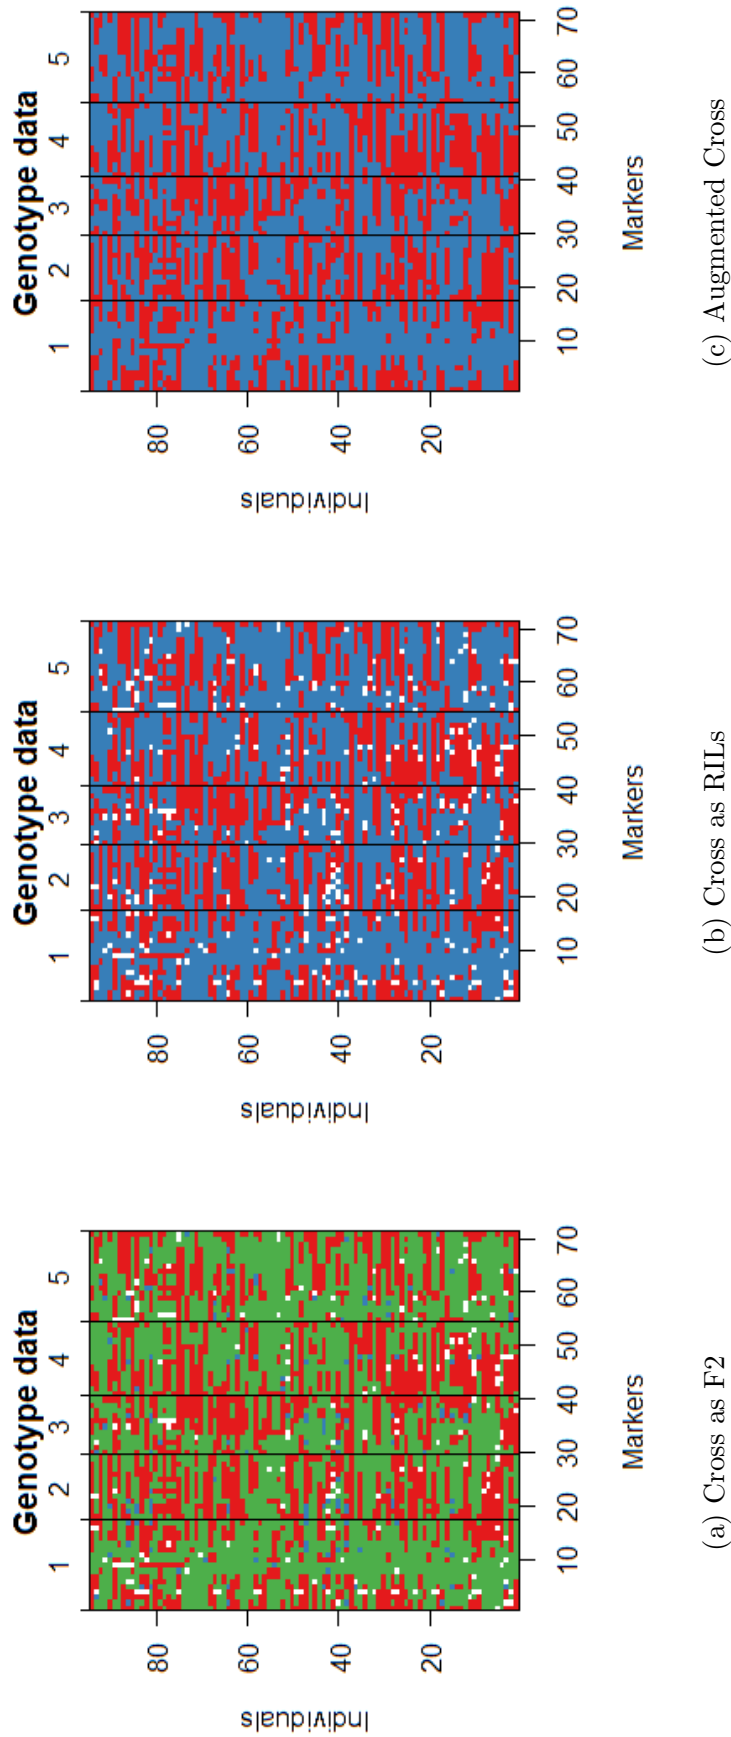 Genotype data
1 2 3 4 5
80
60
40
20
Individuals
10 20 30 40 50 60 70
Markers
(a) Cross as F2
Genotype data
1 2 3 4 5
80
60
40
20
Individuals
10 20 30 40 50 60 70
Markers
(b) Cross as RILs
Genotype data
1 2 3 4 5
80
60
40
20
Individuals
10 20 30 40 50 60 70
Markers
(c) Augmented Cross